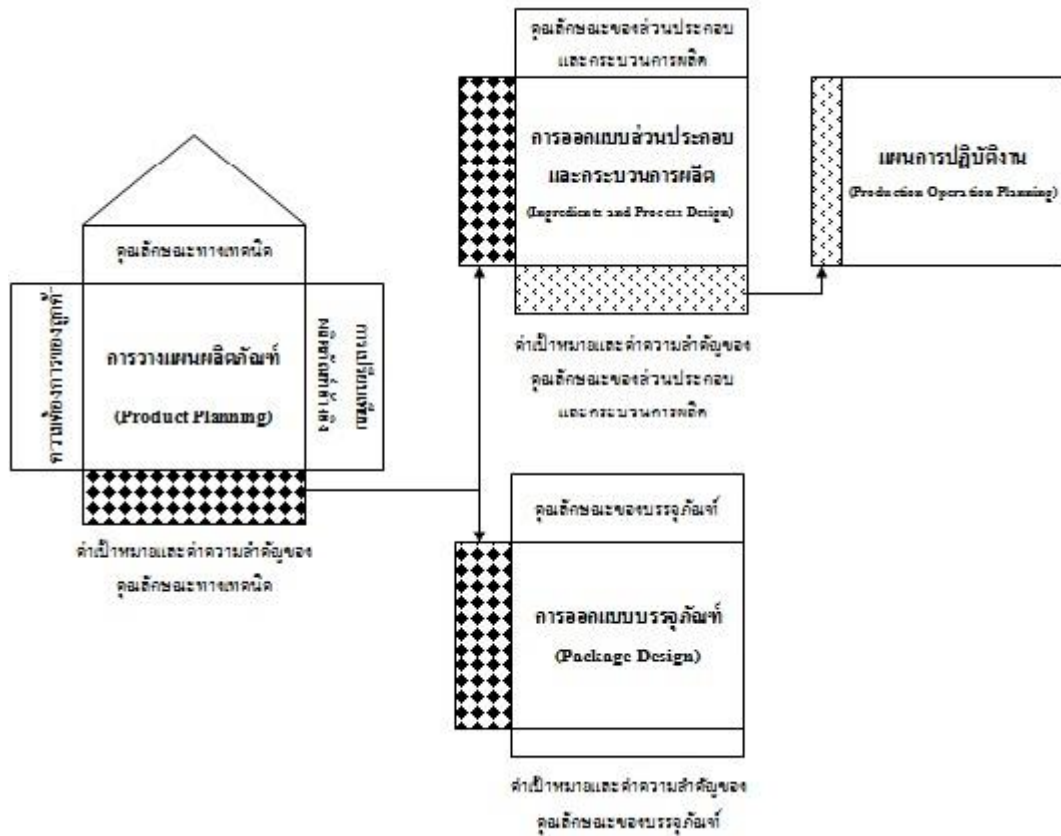 คุณลักษณะของส่วนประกอบ
และกระบวนการผลิต
การออกแบบส่วนประกอบ
และกระบวนการผลิต
(Ingredients and Process Design)
แผนการปฏิบัติงาน
(Production Operation Planning)
คุณลักษณะทางเทคนิค
ความต้องการของลูกค้า
การวางแผนผลิตภัณฑ์
(Product Planning)
การเปรียบเทียบ
ค่าเป้าหมายและค่าความสำคัญของ
คุณลักษณะทางเทคนิค
ค่าเป้าหมายและค่าความสำคัญของ
คุณลักษณะของส่วนประกอบ
และกระบวนการผลิต
คุณลักษณะของบรรจุภัณฑ์
การออกแบบบรรจุภัณฑ์
(Package Design)
ค่าเป้าหมายและค่าความสำคัญของ
คุณลักษณะของบรรจุภัณฑ์